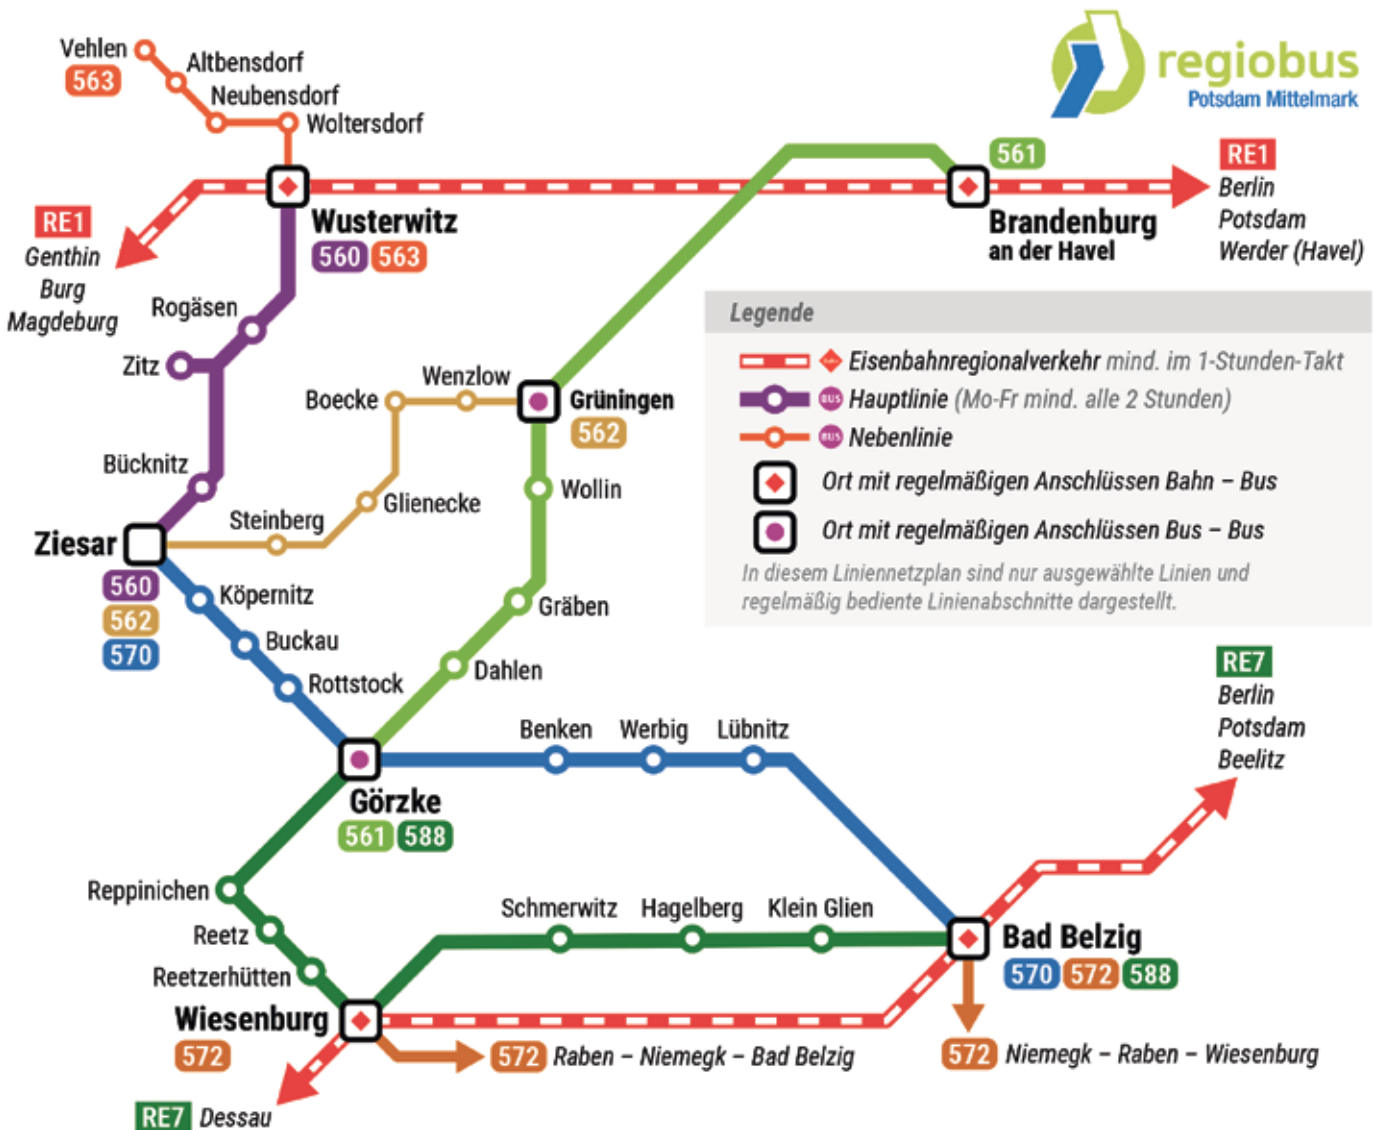 Vehlen
563
Altbensdorf
Neubensdorf
Woltersdorf
regiobus
Potsdam Mittelmark
561
RE1
Berlin
Potsdam
Werder (Havel)
RE1
Genthin
Burg
Magdeburg
Wusterwitz
560 563
Brandenburg
an der Havel
Rogäsen
Zitz
Bücknitz
Boecke
Wenzlow
Grüningen
562
Wollin
Glienecke
Steinberg
Ziesar
560
562
570
Legende
Eisenbahnregionalverkehr mind. im 1-Stunden-Takt
BUS Hauptlinie (Mo-Fr mind. alle 2 Stunden)
BUS Nebenlinie
Ort mit regelmäßigen Anschlüssen Bahn – Bus
Ort mit regelmäßigen Anschlüssen Bus – Bus
In diesem Liniennetzplan sind nur ausgewählte Linien und
regelmäßig bediente Linienabschnitte dargestellt.
Köpernitz
Buckau
Rottstock
Gräben
Dahlen
Görzke
561 588
Benken
Werbig
Lübnitz
RE7
Berlin
Potsdam
Beelitz
Reppinichen
Reetz
Reetzerhütten
Schmerwitz
Hagelberg
Klein Glien
Bad Belzig
570 572 588
Wiesenburg
572
572 Raben – Niemegk – Bad Belzig
572 Niemegk – Raben – Wiesenburg
RE7 Dessau